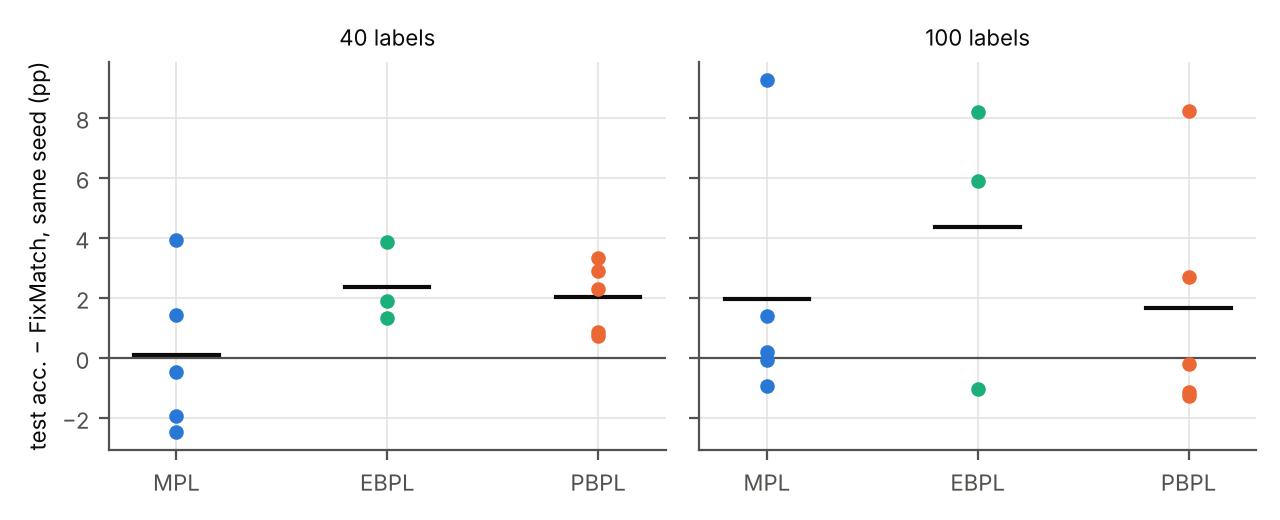 40 labels
100 labels
test acc. − FixMatch, same seed (pp)
8
6
4
2
0
−2
MPL
EBPL
PBPL
MPL
EBPL
PBPL